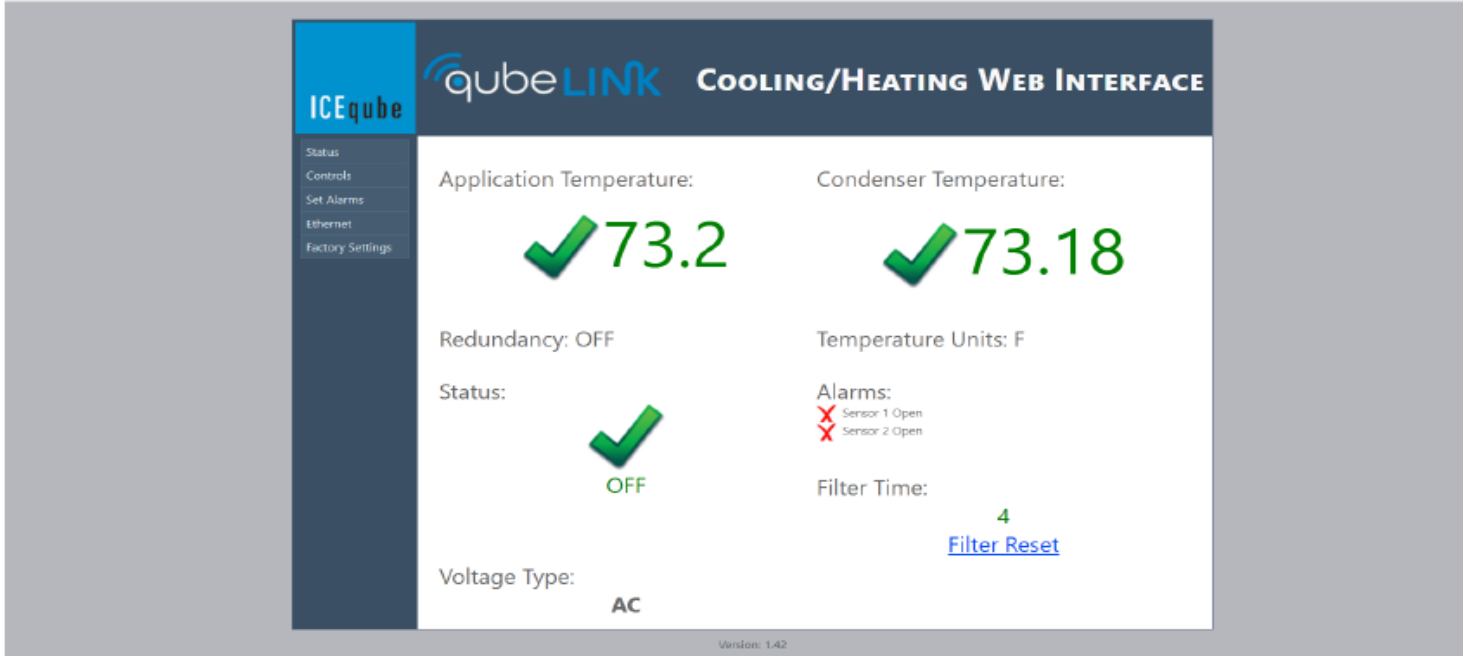 ICEqube
qube LINK
COOLING/HEATING WEB INTERFACE
Status
Controls
Set Alarms
Ethernet
Factory Settings
Application Temperature:
73.2
Condenser Temperature:
73.18
Redundancy: OFF
Temperature Units: F
Status:
OFF
Alarms:
Sensor 1 Open
Sensor 2 Open
Filter Time:
4
Filter Reset
Voltage Type:
AC
Version: 1.42